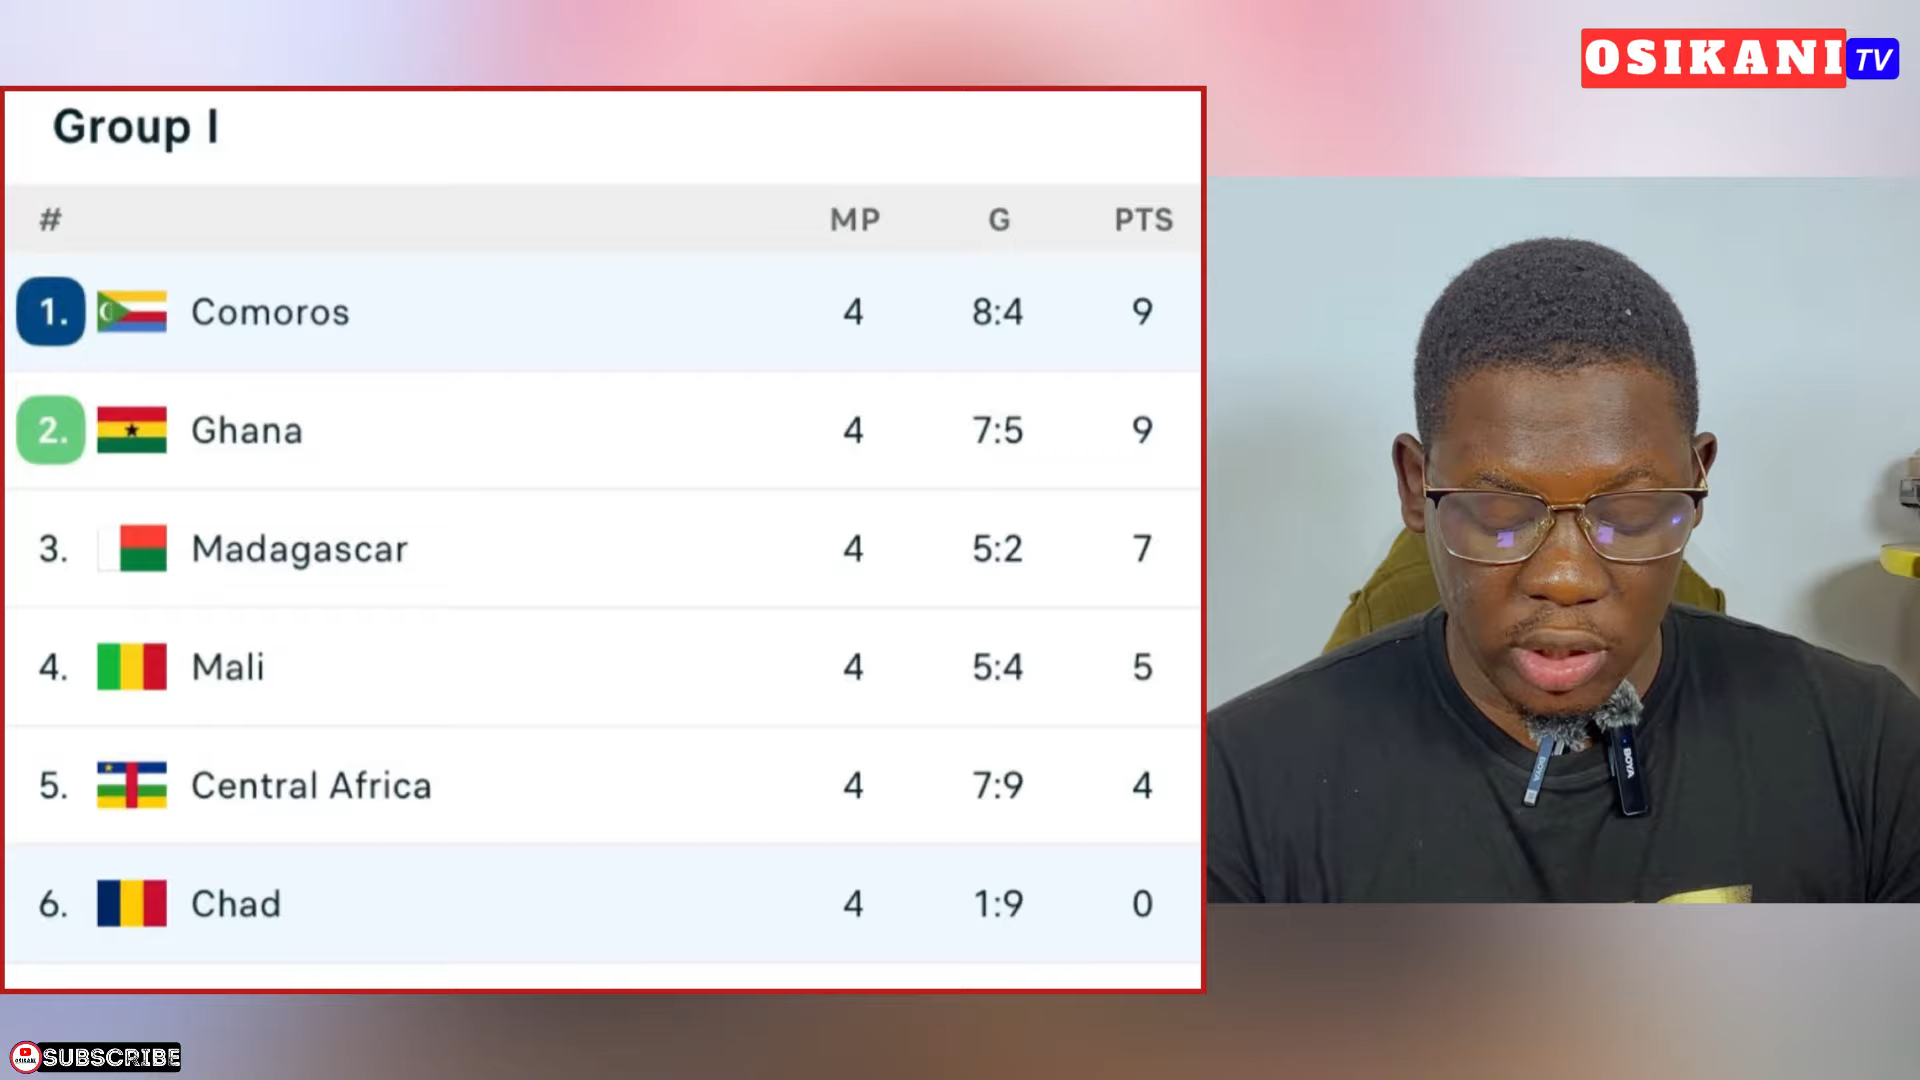 OSIKANI TV
Group I
# MP G PTS
1. Comoros 4 8:4 9
2. Ghana 4 7:5 9
3. Madagascar 4 5:2 7
4. Mali 4 5:4 5
5. Central Africa 4 7:9 4
6. Chad 4 1:9 0
BOYA
BOYA
SUBSCRIBE